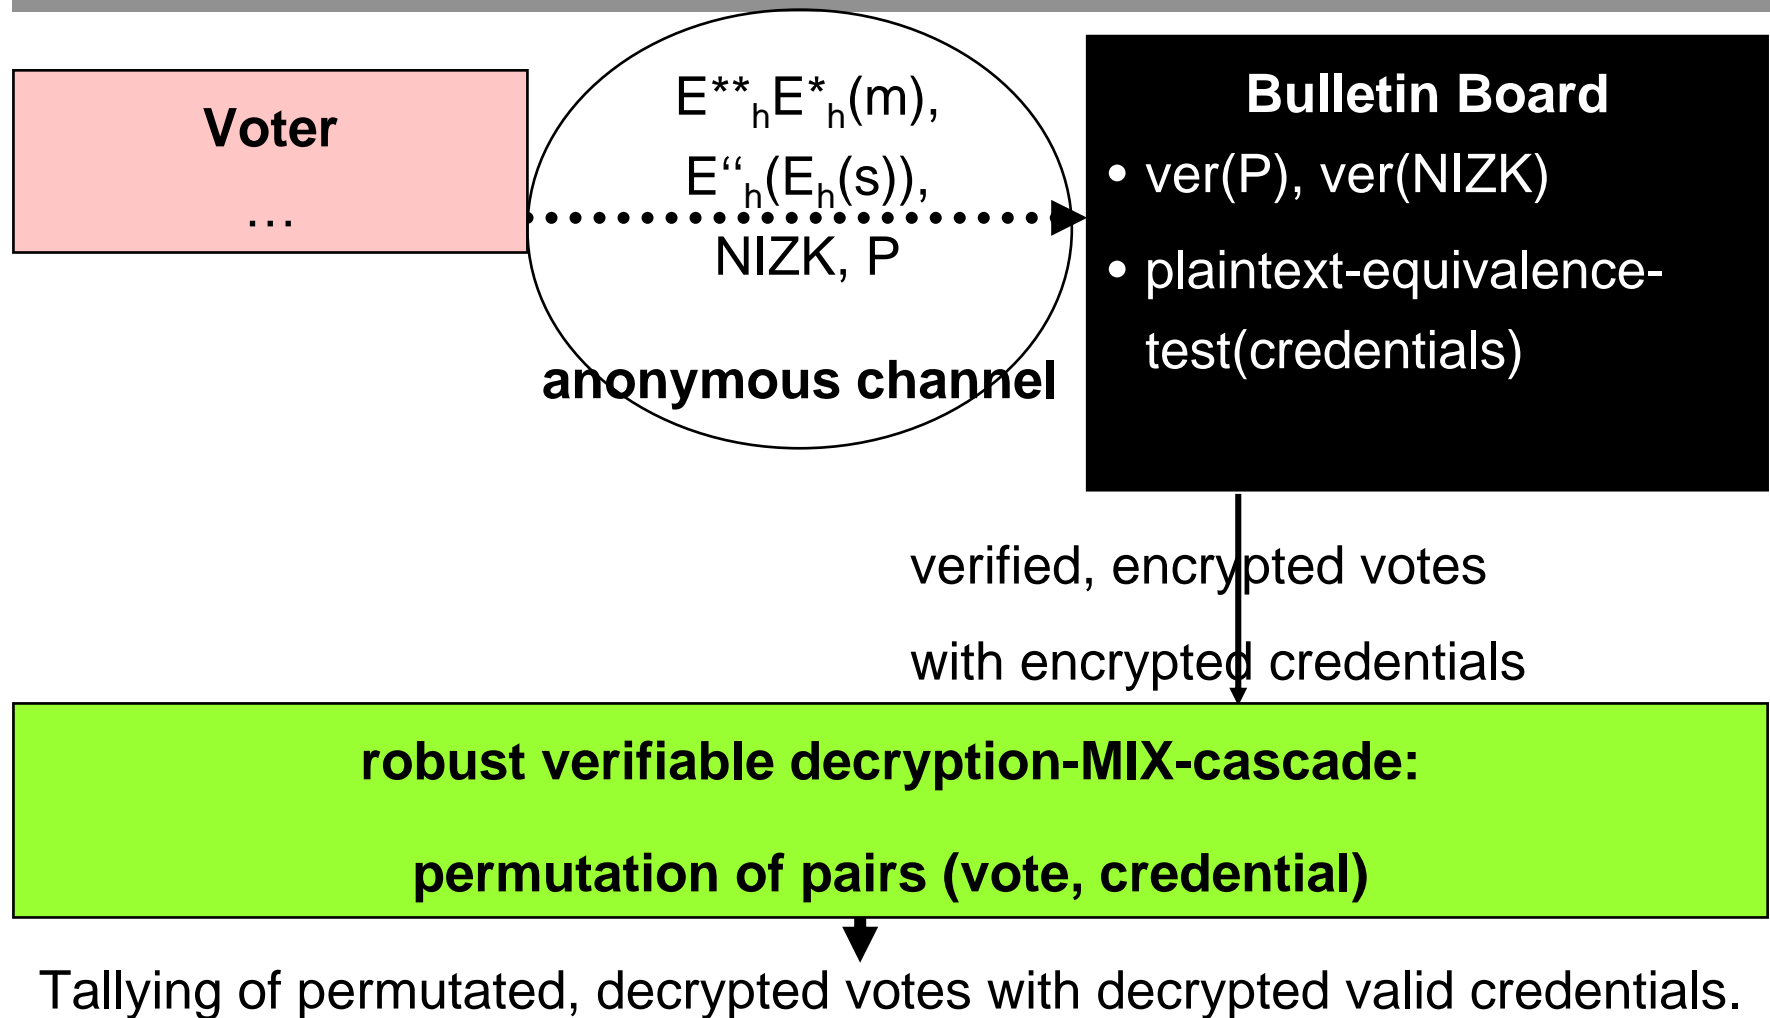 Voter
…
E**hE*h(m),
E“h(Eh(s)),
NIZK, P
anonymous channel
Bulletin Board
• ver(P), ver(NIZK)
• plaintext-equivalence-
test(credentials)
verified, encrypted votes
with encrypted credentials
robust verifiable decryption-MIX-cascade:
permutation of pairs (vote, credential)
Tallying of permutated, decrypted votes with decrypted valid credentials.